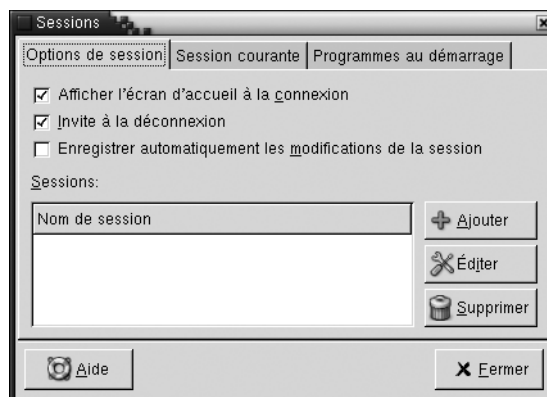 Sessions
Options de session Session courante Programmes au démarrage
Afficher l'écran d'accueil à la connexion
Invite à la déconnexion
Enregistrer automatiquement les modifications de la session
Sessions:
Nom de session
Ajouter
Éditer
Supprimer
Aide
Fermer